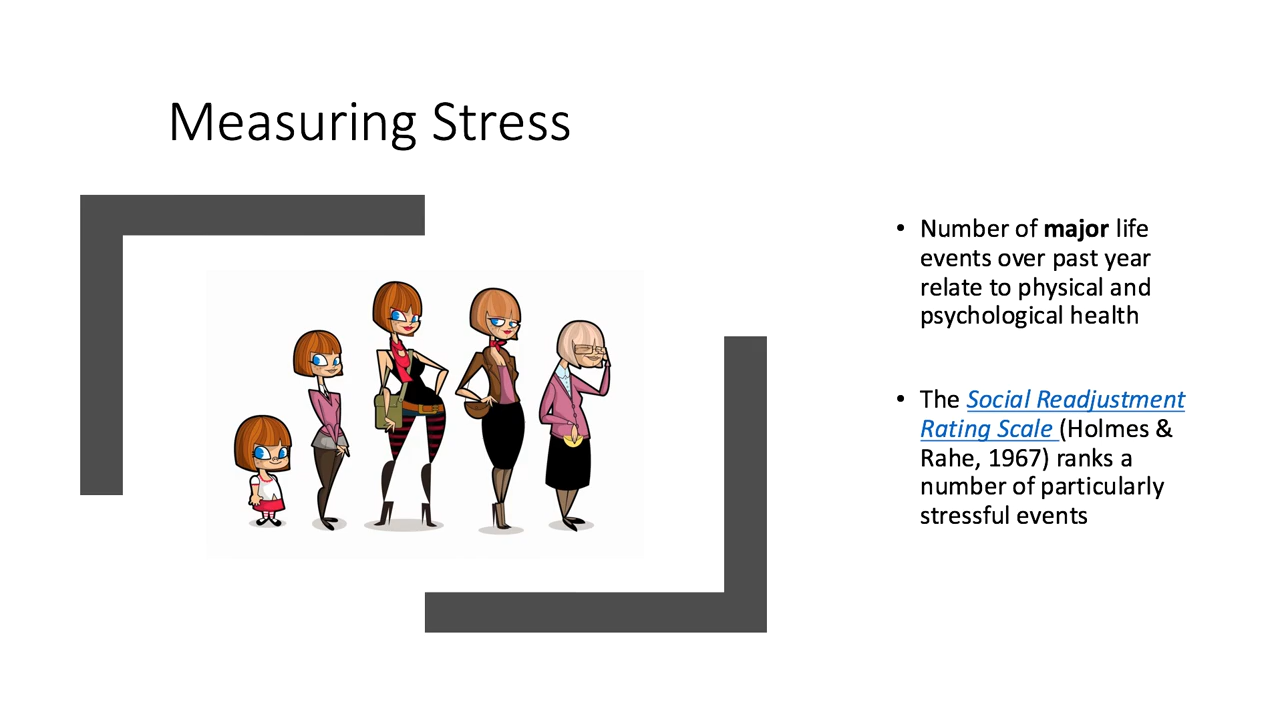 Measuring Stress
• Number of major life
events over past year
relate to physical and
psychological health
• The Social Readjustment
Rating Scale (Holmes &
Rahe, 1967) ranks a
number of particularly
stressful events